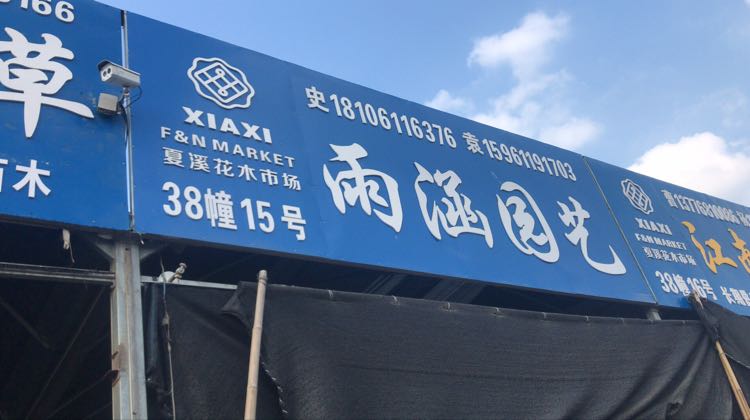 6166
草
木
XIAXI
F&N MARKET
夏溪花木市场
38幢15号
史18106116376 袁15961191703
雨涵园艺
XIAXI
F&N MARKET
夏溪花木市场
38幢16号